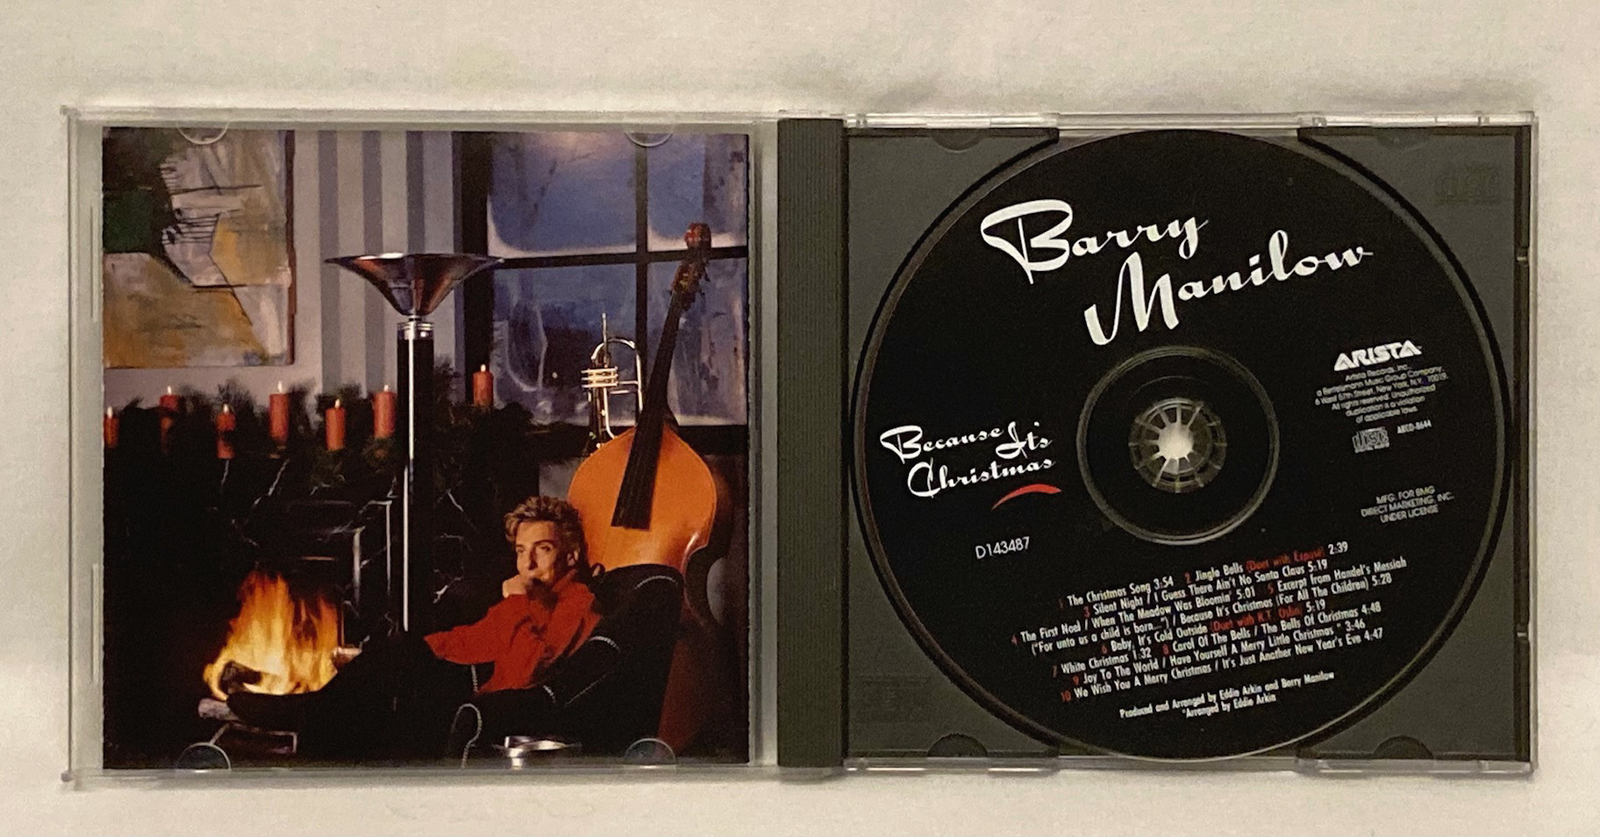 Barry
Manilow
ARISTA
Arista Records, Inc.,
a Bertelsmann Music Group Company,
6 West 57th Street, New York, N.Y. 10019.
All rights reserved. Unauthorized
duplication is a violation
of applicable laws.
ARCD-8644
Because It's
Christmas
MFG. FOR BMG
DIRECT MARKETING, INC.
UNDER LICENSE
D143487
1 The Christmas Song 3:54 2 Jingle Bells (Duet with Exposé) 2:39
3 Silent Night / I Guess There Ain't No Santa Claus 5:19
4 The First Noel / When The Meadow Was Bloomin' 5:01 5 Excerpt from Handel's Messiah
("For unto us a child is born...") / Because It's Christmas (For All The Children) 5:28
6 Baby, It's Cold Outside (Duet with K.T. Oslin) 5:19
7 White Christmas 1:32 8 Carol Of The Bells / The Bells Of Christmas 4:48
9 Joy To The World / Have Yourself A Merry Little Christmas * 3:46
10 We Wish You A Merry Christmas / It's Just Another New Year's Eve 4:47
Produced and Arranged by Eddie Arkin and Barry Manilow
*Arranged by Eddie Arkin